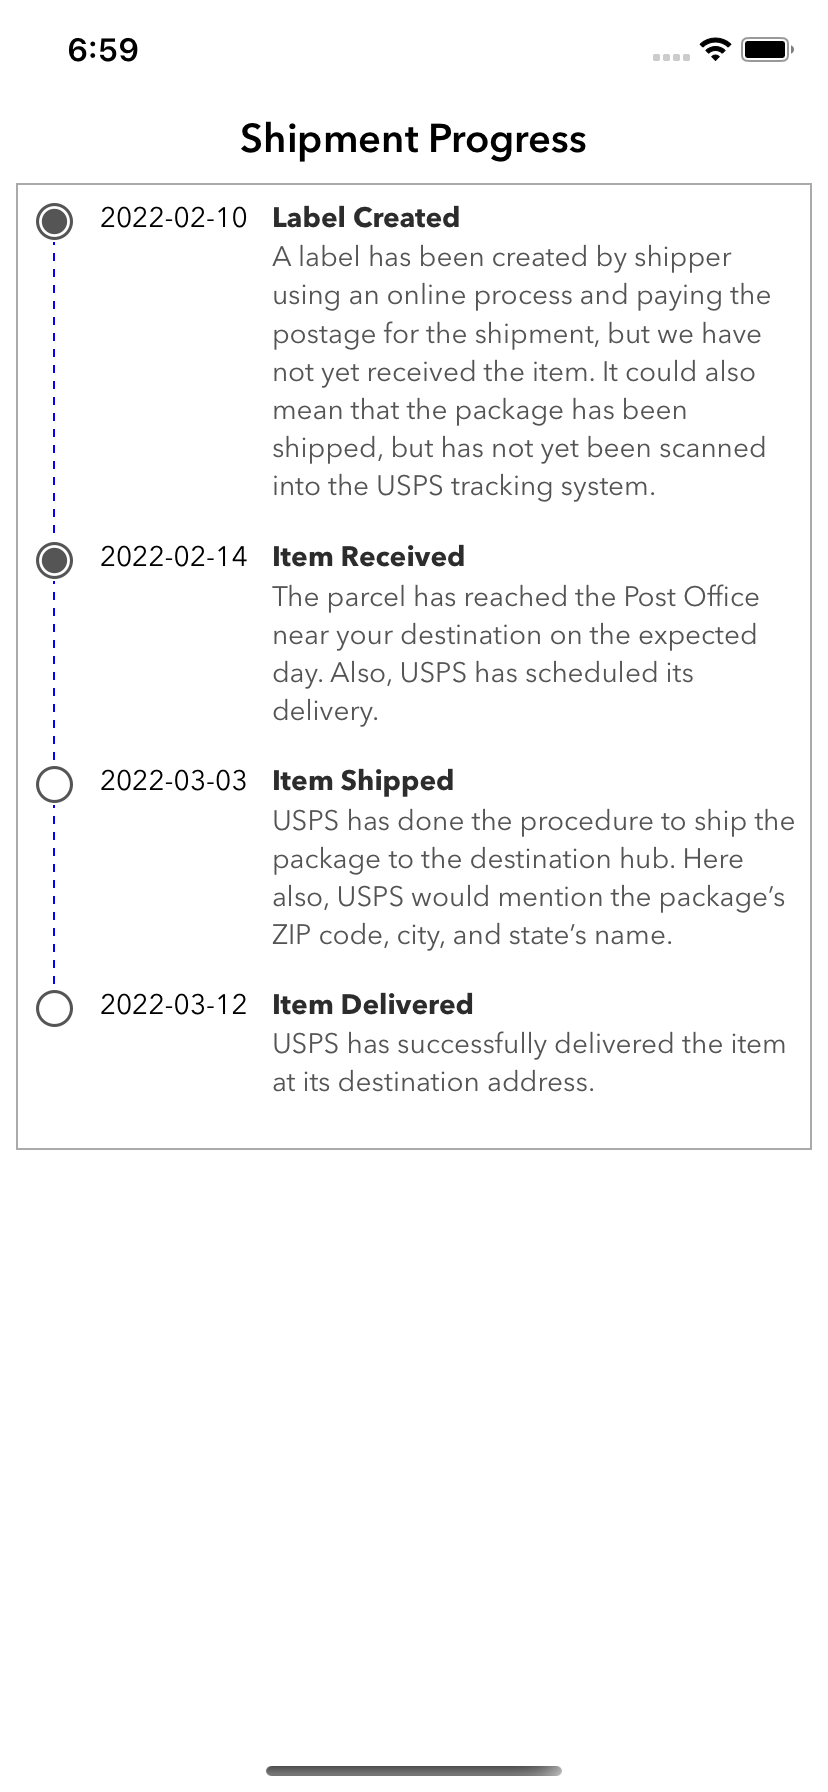 6:59
Shipment Progress
2022-02-10 Label Created
A label has been created by shipper
using an online process and paying the
postage for the shipment, but we have
not yet received the item. It could also
mean that the package has been
shipped, but has not yet been scanned
into the USPS tracking system.
2022-02-14 Item Received
The parcel has reached the Post Office
near your destination on the expected
day. Also, USPS has scheduled its
delivery.
2022-03-03 Item Shipped
USPS has done the procedure to ship the
package to the destination hub. Here
also, USPS would mention the package’s
ZIP code, city, and state’s name.
2022-03-12 Item Delivered
USPS has successfully delivered the item
at its destination address.